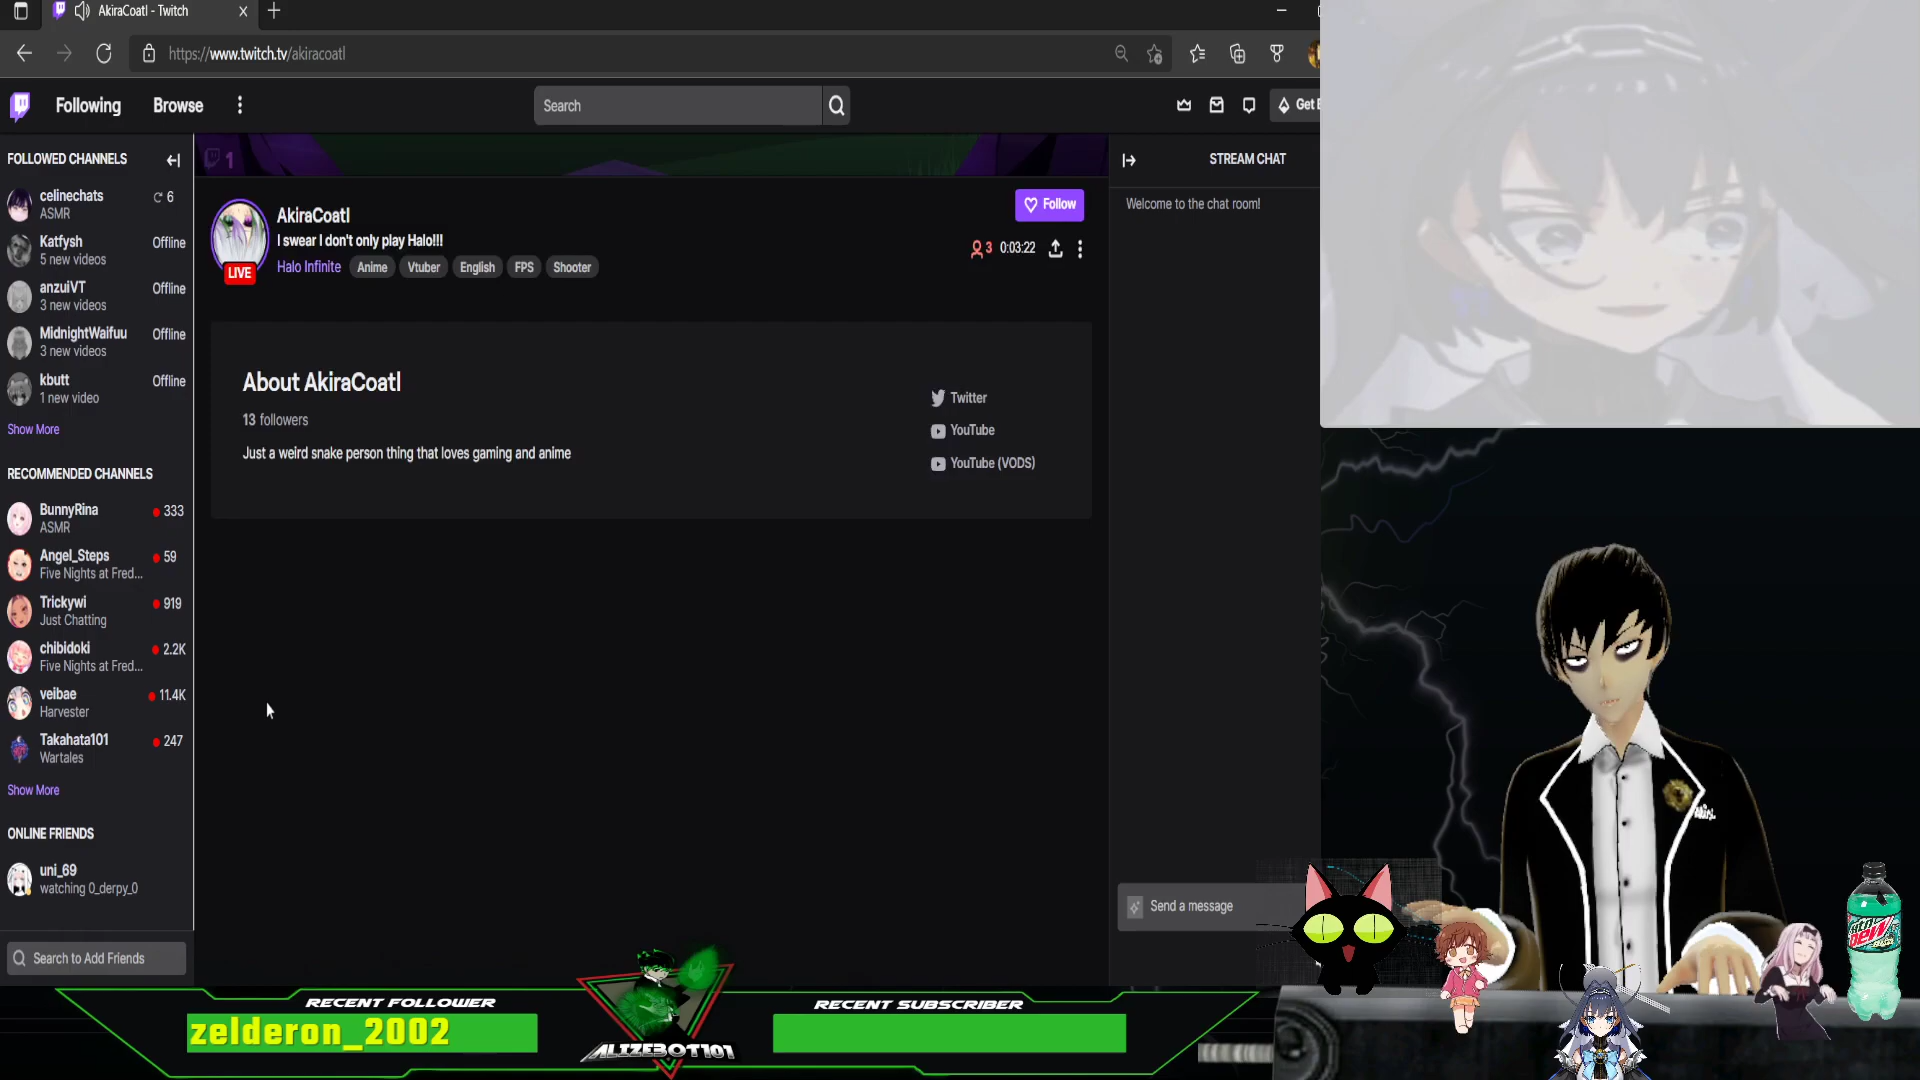 AkiraCoatl - Twitch
https://www.twitch.tv/akiracoatl
Following
Browse
Search
Get
FOLLOWED CHANNELS
celinechats
6
ASMR
Katfysh
Offline
5 new videos
anzuiVT
Offline
3 new videos
MidnightWaifuu
Offline
3 new videos
kbutt
Offline
1 new video
Show More
RECOMMENDED CHANNELS
BunnyRina
333
ASMR
Angel_Steps
59
Five Nights at Fred...
Trickywi
919
Just Chatting
chibidoki
2.2K
Five Nights at Fred...
veibae
11.4K
Harvester
Takahata101
247
Wartales
Show More
ONLINE FRIENDS
uni_69
watching 0_derpy_0
Search to Add Friends
1
AkiraCoatl
I swear I don't only play Halo!!!
Halo Infinite
Anime
Vtuber
English
FPS
Shooter
LIVE
Follow
3
0:03:22
About AkiraCoatl
13 followers
Just a weird snake person thing that loves gaming and anime
Twitter
YouTube
YouTube (VODS)
STREAM CHAT
Welcome to the chat room!
Send a message
RECENT FOLLOWER
zelderon_2002
ALIZEBOT101
RECENT SUBSCRIBER
Mtn
DEW